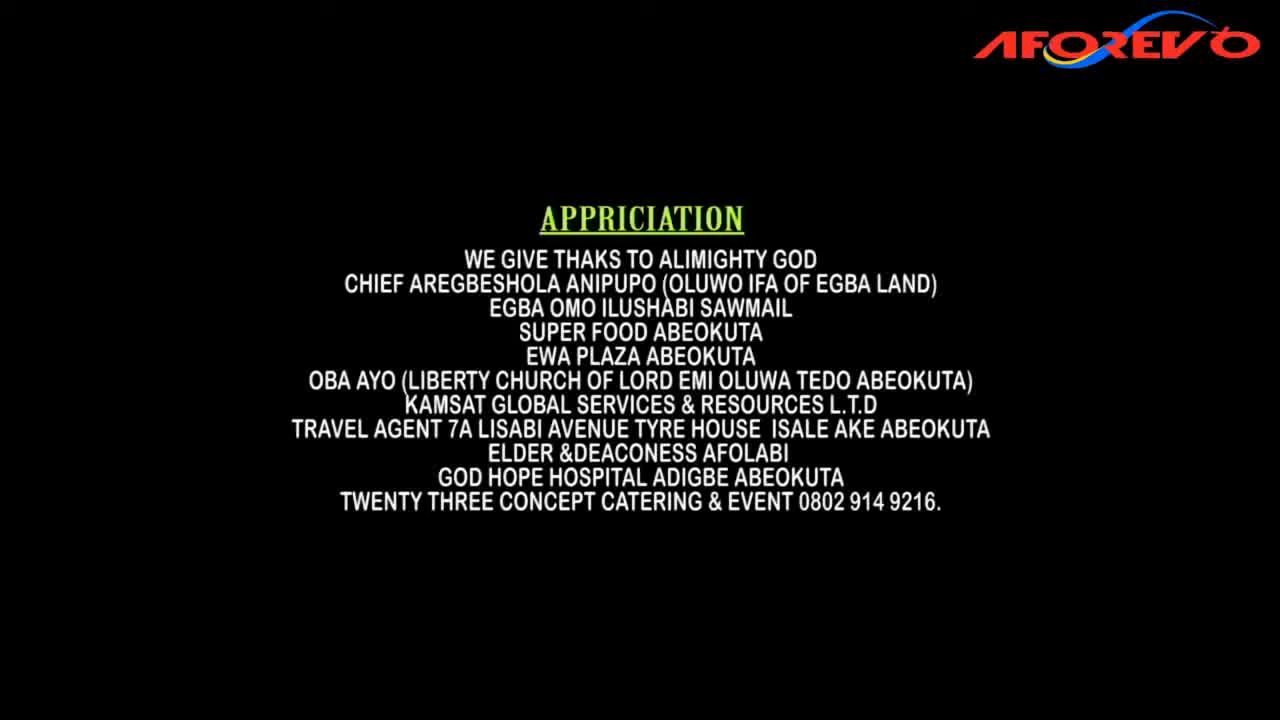 AFOREVO
APPRICIATION
WE GIVE THAKS TO ALIMIGHTY GOD
CHIEF AREGBESHOLA ANIPUPO (OLUWO IFA OF EGBA LAND)
EGBA OMO ILUSHABI SAWMAIL
SUPER FOOD ABEOKUTA
EWA PLAZA ABEOKUTA
OBA AYO (LIBERTY CHURCH OF LORD EMI OLUWA TEDO ABEOKUTA)
KAMSAT GLOBAL SERVICES & RESOURCES L.T.D
TRAVEL AGENT 7A LISABI AVENUE TYRE HOUSE  ISALE AKE ABEOKUTA
ELDER &DEACONESS AFOLABI
GOD HOPE HOSPITAL ADIGBE ABEOKUTA
TWENTY THREE CONCEPT CATERING & EVENT 0802 914 9216.